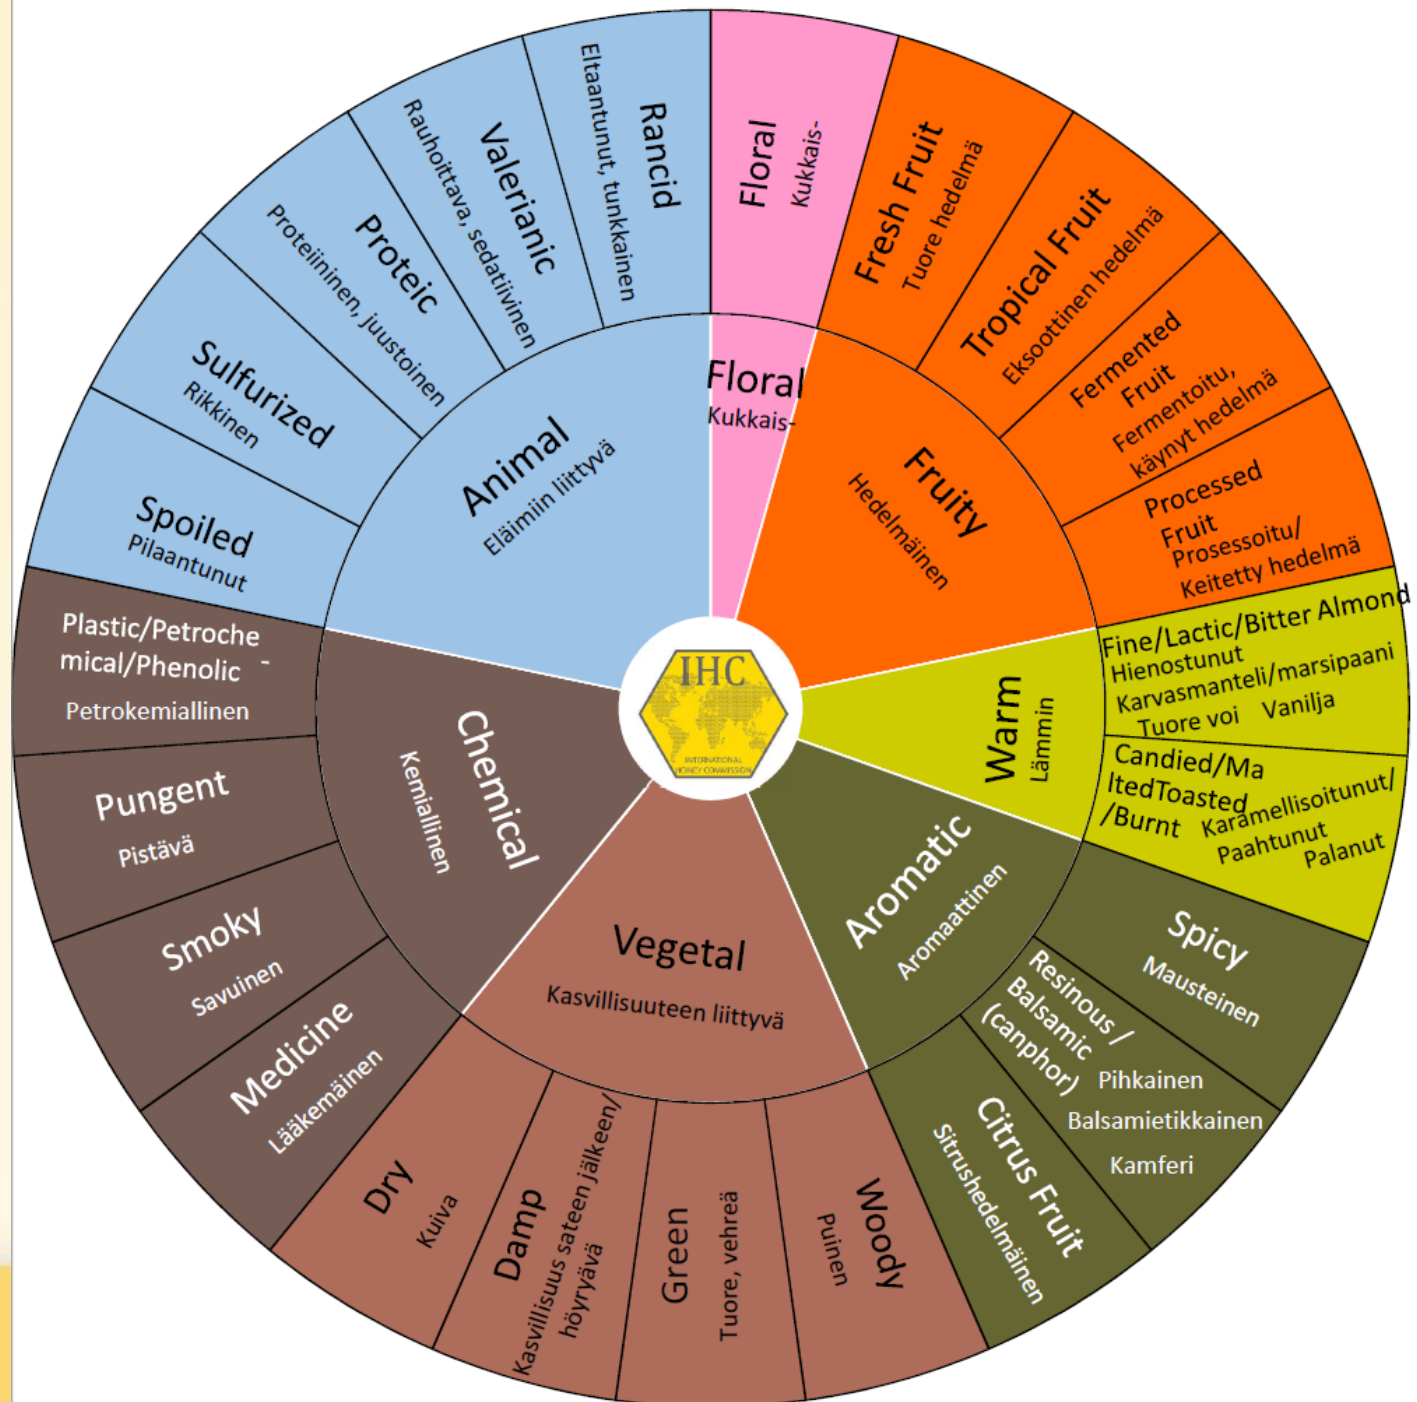 Floral
Kukkais-
Fresh Fruit
Tuore hedelmä
Tropical Fruit
Eksoottinen hedelmä
Fermented
Fruit
Fermentoitu,
käynyt hedelmä
Processed
Fruit
Prosessoitu/
Keitetty hedelmä
Fine/Lactic/Bitter Almond
Hienostunut
Karvasmanteli/marsipaani
Tuore voi Vanilja
Candied/Ma
ltedToasted
/Burnt
Karamellisoitunut/
Paahtunut
Palanut
Spicy
Mausteinen
Resinous /
Balsamic
(canphor)
Pihkainen
Balsamietikkainen
Kamferi
Citrus Fruit
Sitrushedelmäinen
Woody
Puinen
Green
Tuore, vehreä
Damp
Kasvillisuus sateen jälkeen/
höyryävä
Dry
Kuiva
Medicine
Lääkemäinen
Smoky
Savuinen
Pungent
Pistävä
Plastic/Petroche
mical/Phenolic -
Petrokemiallinen
Spoiled
Pilaantunut
Sulfurized
Rikkinen
Proteic
Proteiininen, juustoinen
Valerianic
Rauhoittava, sedatiivinen
Rancid
Eltaantunut, tunkkainen
Floral
Kukkais-
Fruity
Hedelmäinen
Warm
Lämmin
Aromatic
Aromaattinen
Vegetal
Kasvillisuuteen liittyvä
Chemical
Kemiallinen
Animal
Eläimiin liittyvä
IHC
INTERNATIONAL
HONEY COMMISSION